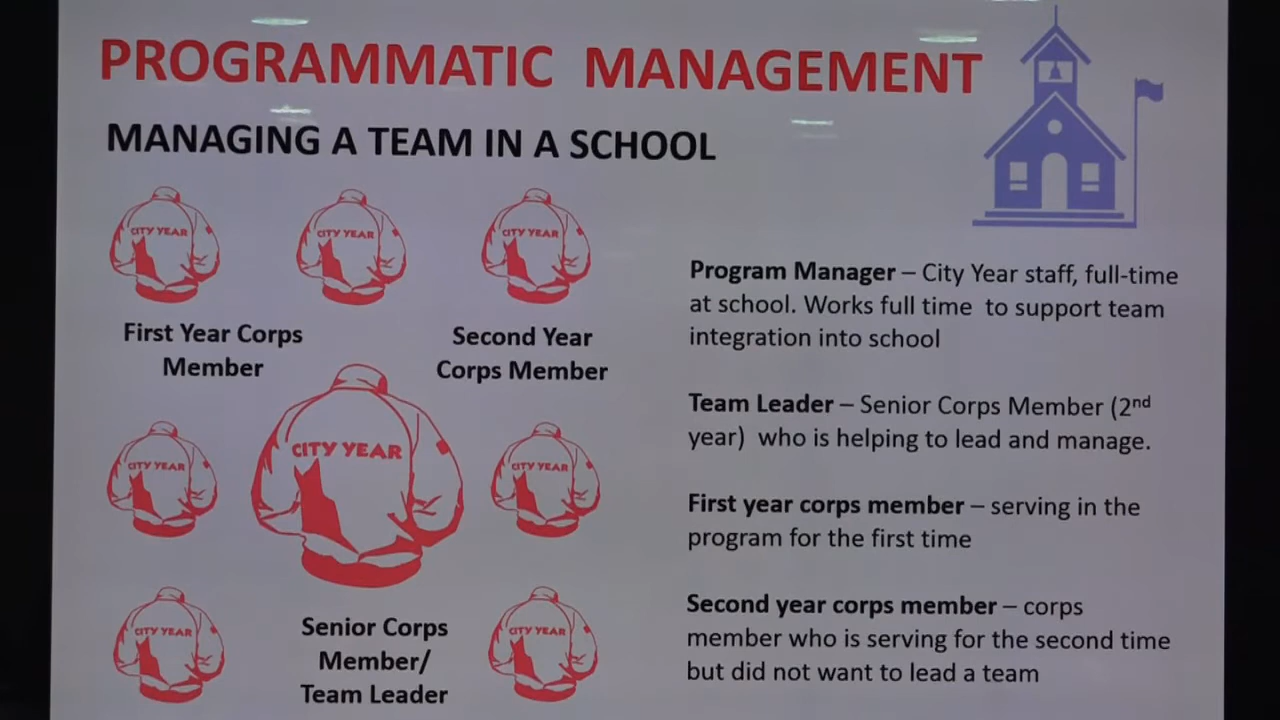 PROGRAMMATIC MANAGEMENT
MANAGING A TEAM IN A SCHOOL
CITY YEAR
CITY YEAR
CITY YEAR
First Year Corps
Member
Second Year
Corps Member
CITY YEAR
CITY YEAR
CITY YEAR
CITY YEAR
Senior Corps
Member/
Team Leader
CITY YEAR
Program Manager – City Year staff, full-time
at school. Works full time to support team
integration into school
Team Leader – Senior Corps Member (2nd
year) who is helping to lead and manage.
First year corps member – serving in the
program for the first time
Second year corps member – corps
member who is serving for the second time
but did not want to lead a team